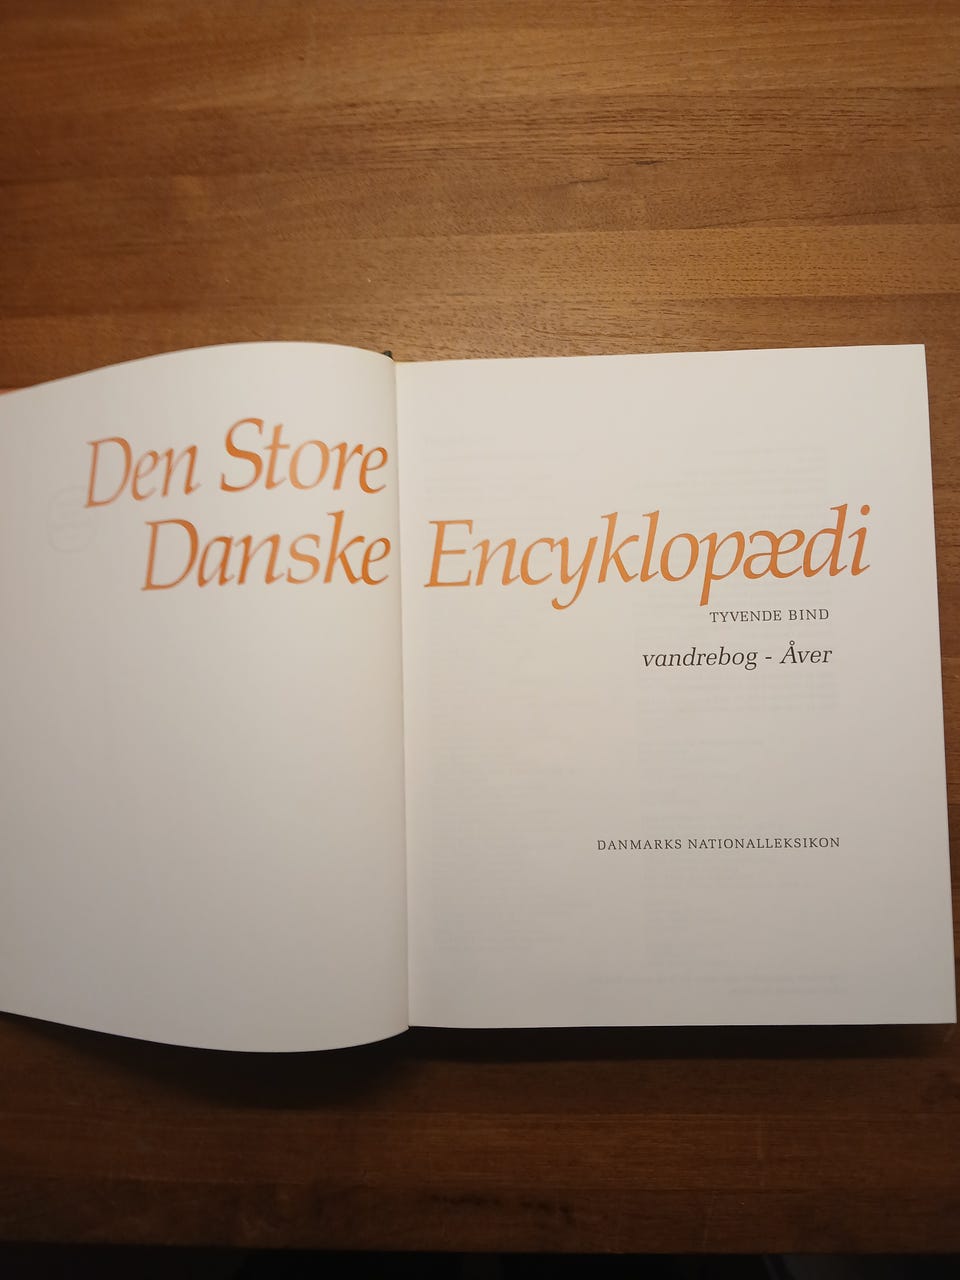 Den Store
Danske Encyklopædi
TYVENDE BIND
vandrebog - Åver
DANMARKS NATIONALLEKSIKON